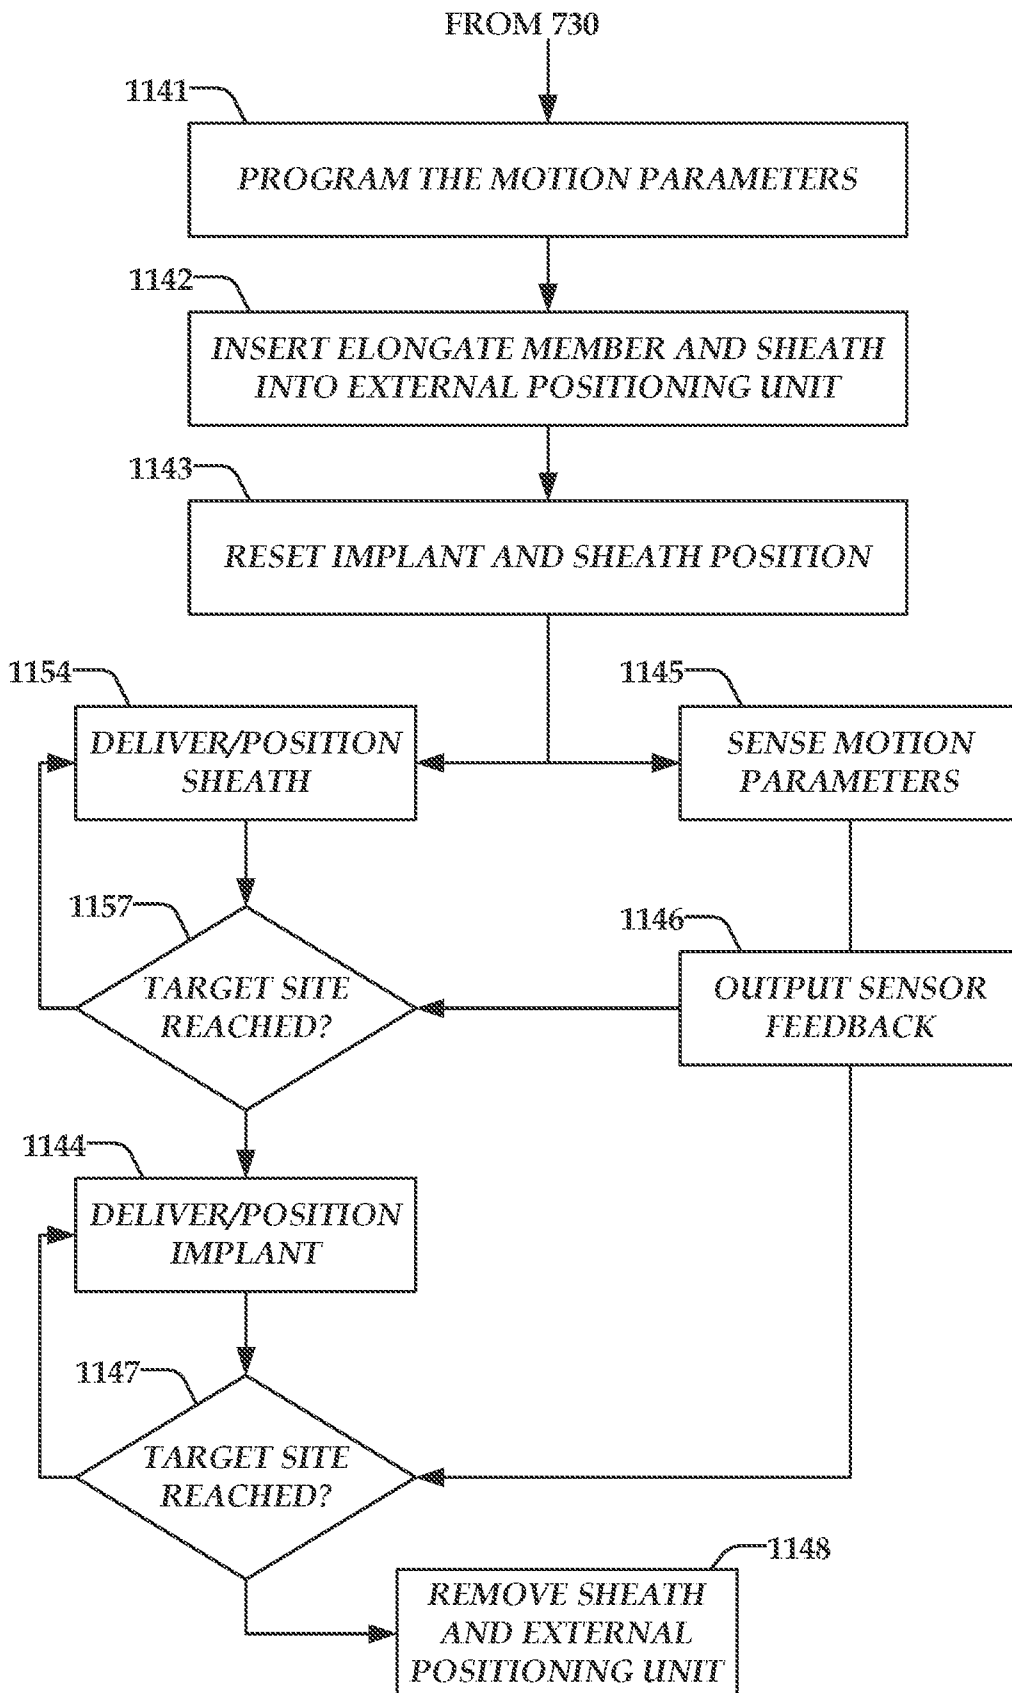 FROM 730
1141
PROGRAM THE MOTION PARAMETERS
1142
INSERT ELONGATE MEMBER AND SHEATH
INTO EXTERNAL POSITIONING UNIT
1143
RESET IMPLANT AND SHEATH POSITION
1154
DELIVER/POSITION
SHEATH
1145
SENSE MOTION
PARAMETERS
1157
TARGET SITE
REACHED?
1146
OUTPUT SENSOR
FEEDBACK
1144
DELIVER/POSITION
IMPLANT
1147
TARGET SITE
REACHED?
1148
REMOVE SHEATH
AND EXTERNAL
POSITIONING UNIT